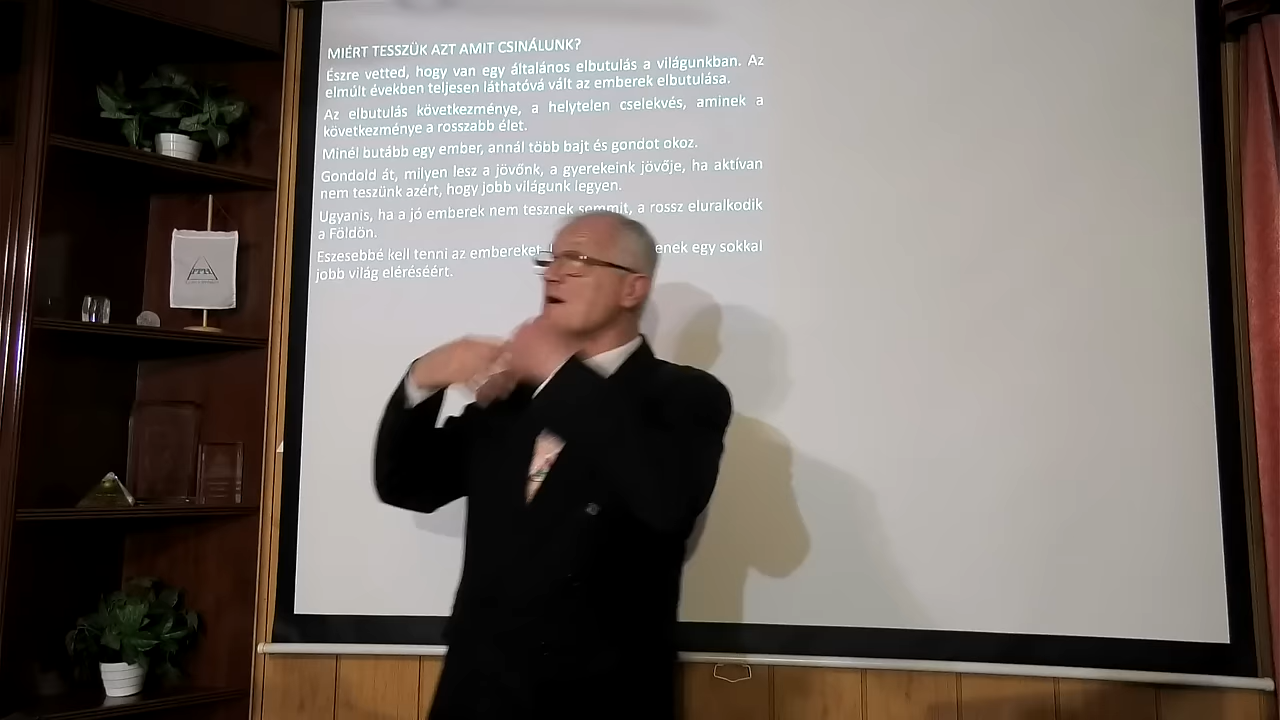 MIÉRT TESSZÜK AZT AMIT CSINÁLUNK?
Észre vetted, hogy van egy általános elbutulás a világunkban. Az
elmúlt években teljesen láthatóvá vált az emberek elbutulása.
Az elbutulás következménye, a helytelen cselekvés, aminek a
következménye a rosszabb élet.
Minél butább egy ember, annál több bajt és gondot okoz.
Gondold át, milyen lesz a jövőnk, a gyerekeink jövője, ha aktívan
nem teszünk azért, hogy jobb világunk legyen.
Ugyanis, ha a jó emberek nem tesznek semmit, a rossz eluralkodik
a Földön.
Eszesebbé kell tenni az embereket, egy sokkal
jobb világ eléréséért.